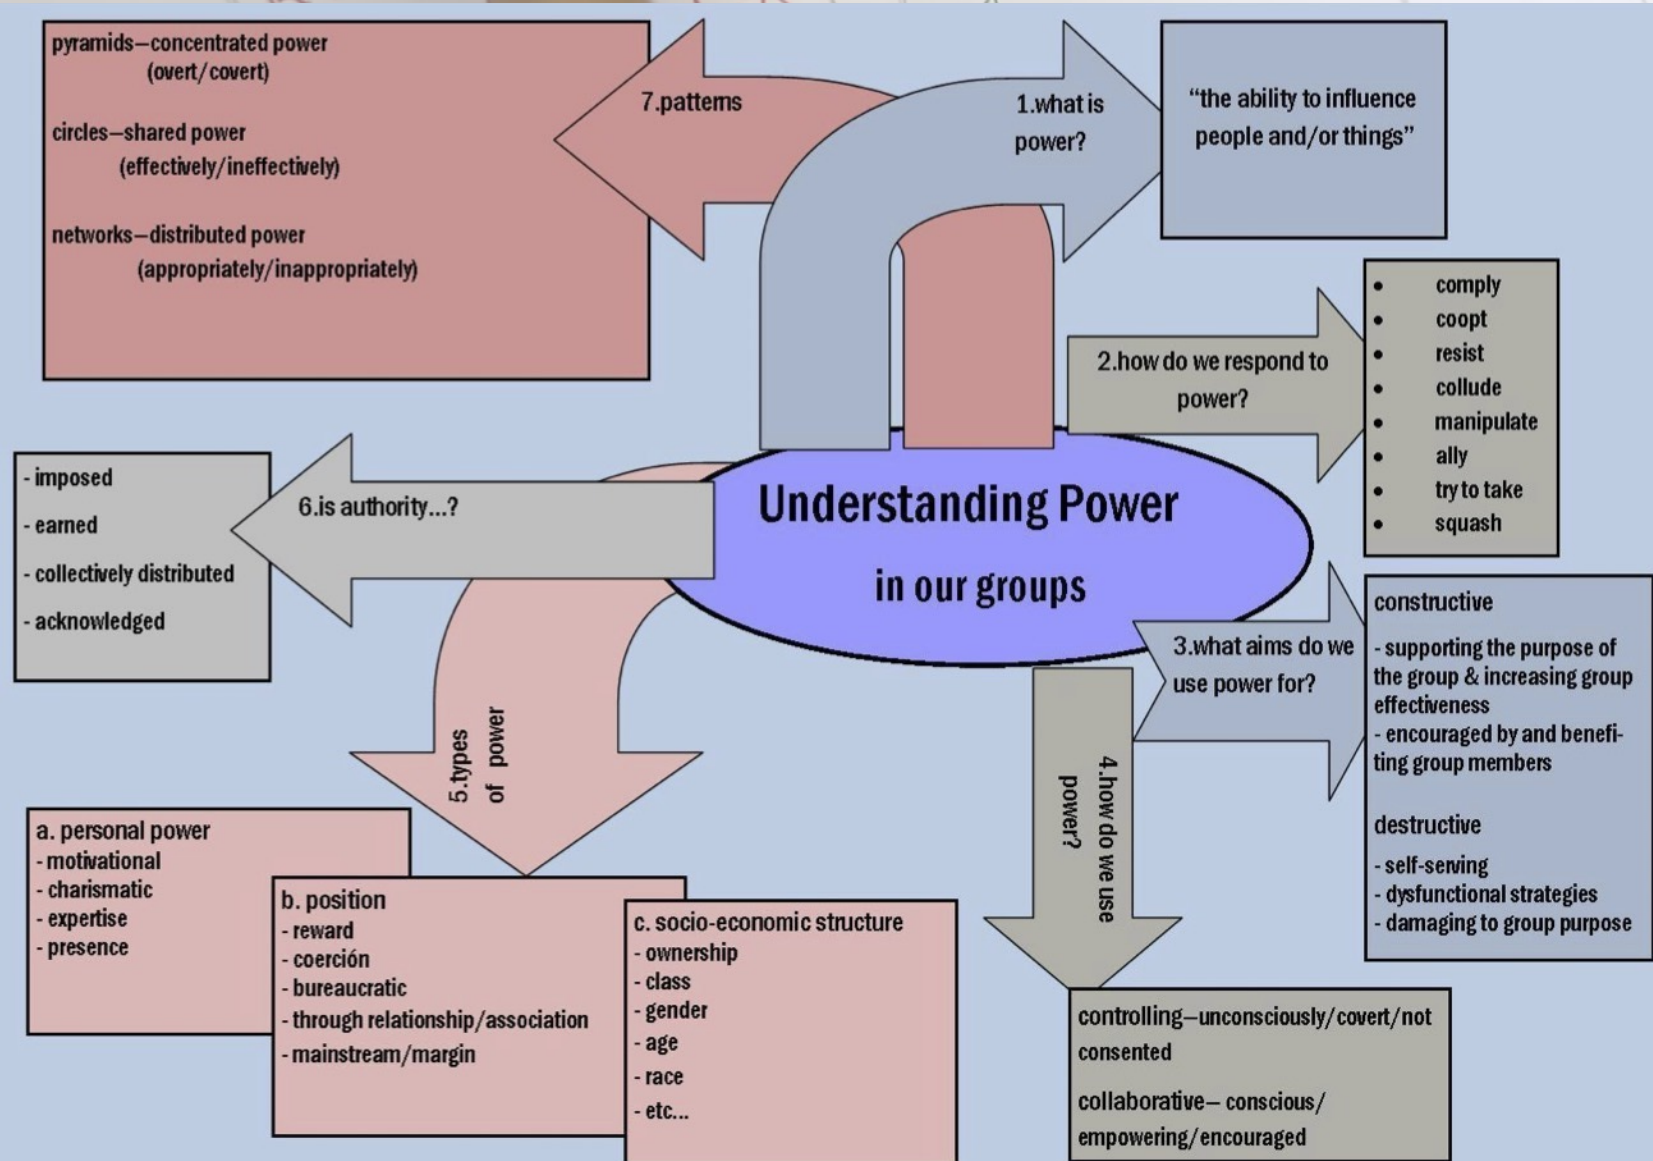 Understanding Power
in our groups
1.what is
power?
“the ability to influence
people and/or things”
2.how do we respond to
power?
• comply
• coopt
• resist
• collude
• manipulate
• ally
• try to take
• squash
3.what aims do we
use power for?
constructive
- supporting the purpose of
the group & increasing group
effectiveness
- encouraged by and benefi-
ting group members
destructive
- self-serving
- dysfunctional strategies
- damaging to group purpose
4.how do we use
power?
controlling—unconsciously/covert/not
consented
collaborative— conscious/
empowering/encouraged
5.types
of power
a. personal power
- motivational
- charismatic
- expertise
- presence
b. position
- reward
- coerción
- bureaucratic
- through relationship/association
- mainstream/margin
c. socio-economic structure
- ownership
- class
- gender
- age
- race
- etc...
6.is authority...?
- imposed
- earned
- collectively distributed
- acknowledged
7.patterns
pyramids—concentrated power
(overt/covert)
circles—shared power
(effectively/ineffectively)
networks—distributed power
(appropriately/inappropriately)